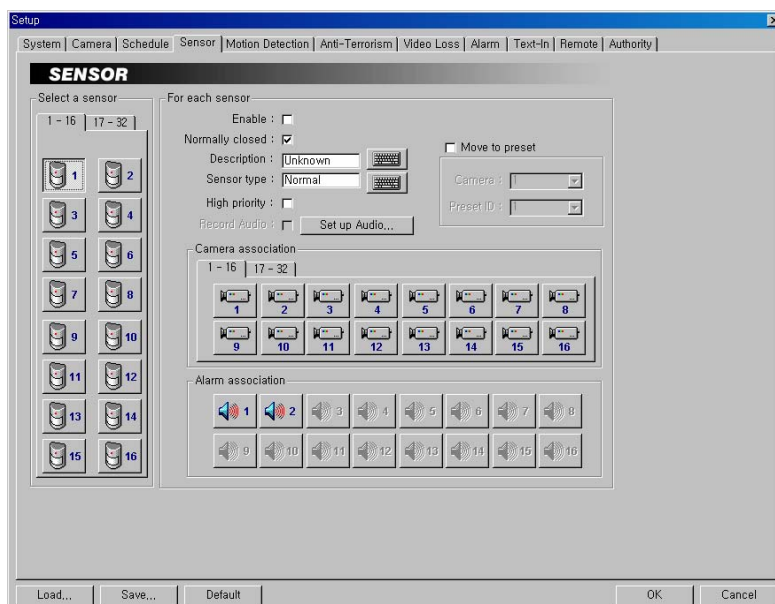 Setup
System Camera Schedule Sensor Motion Detection Anti-Terrorism Video Loss Alarm Text-In Remote Authority
SENSOR
Select a sensor
1 - 16 17 - 32
1 2
3 4
5 6
7 8
9 10
11 12
13 14
15 16
For each sensor
Enable :
Normally closed :
Description : Unknown
Sensor type : Normal
High priority :
Record Audio : Set up Audio...
Move to preset
Camera : 1
Preset ID : 1
Camera association
1 - 16 17 - 32
1 2 3 4 5 6 7 8
9 10 11 12 13 14 15 16
Alarm association
1 2 3 4 5 6 7 8
9 10 11 12 13 14 15 16
Load... Save... Default OK Cancel